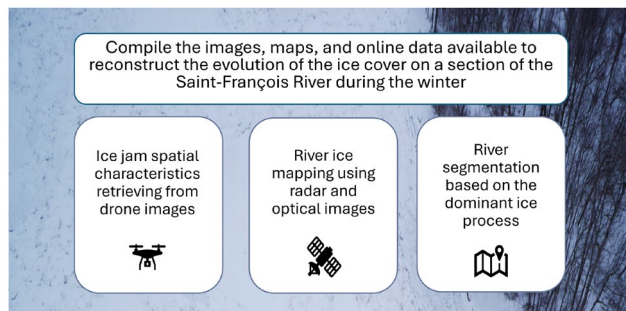 Compile the images, maps, and online data available to
reconstruct the evolution of the ice cover on a section of the
Saint-François River during the winter
Ice jam spatial
characteristics
retrieving from
drone images
River ice
mapping using
radar and
optical images
River
segmentation
based on the
dominant ice
process